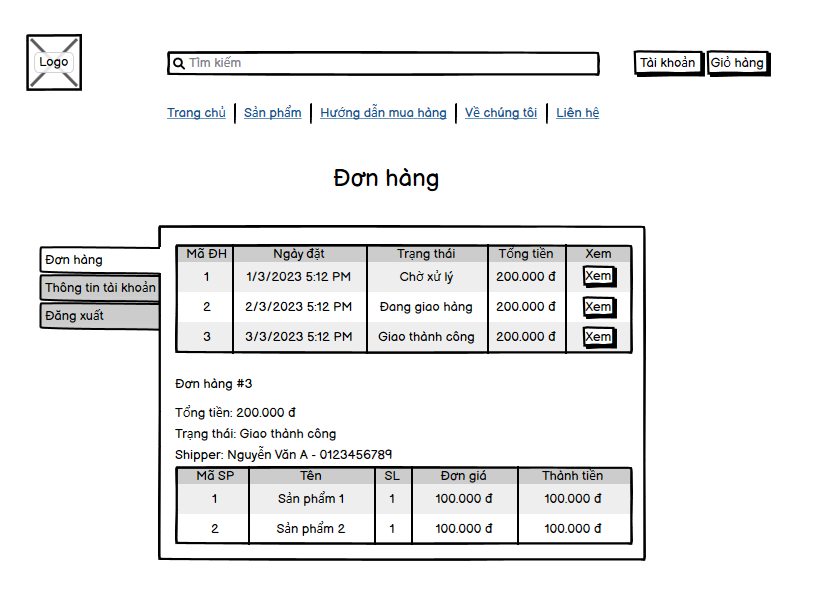 Logo
Tìm kiếm
Tài khoản Giỏ hàng
Trang chủ Sản phẩm Hướng dẫn mua hàng Về chúng tôi Liên hệ
Đơn hàng
Đơn hàng
Thông tin tài khoản
Đăng xuất
Mã ĐH Ngày đặt Trạng thái Tổng tiền Xem
1 1/3/2023 5:12 PM Chờ xử lý 200.000 đ Xem
2 2/3/2023 5:12 PM Đang giao hàng 200.000 đ Xem
3 3/3/2023 5:12 PM Giao thành công 200.000 đ Xem
Đơn hàng #3
Tổng tiền: 200.000 đ
Trạng thái: Giao thành công
Shipper: Nguyễn Văn A - 0123456789
Mã SP Tên SL Đơn giá Thành tiền
1 Sản phẩm 1 1 100.000 đ 100.000 đ
2 Sản phẩm 2 1 100.000 đ 100.000 đ